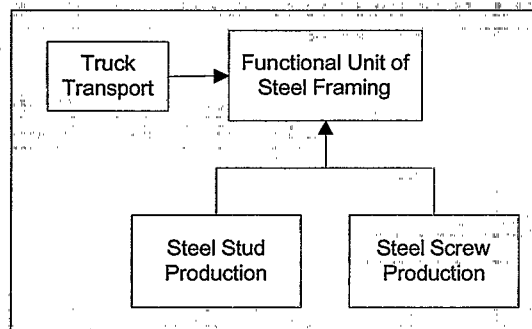 Truck
Transport
Functional Unit of
Steel Framing
Steel Stud
Production
Steel Screw
Production